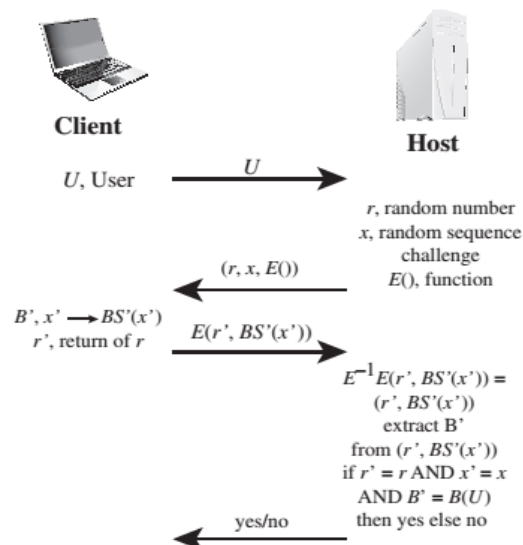 Client
Host
U, User
U
r, random number
x, random sequence
challenge
E(), function
(r, x, E())
B’, x’ → BS’(x’)
r’, return of r
E(r’, BS’(x’))
E⁻¹E(r’, BS’(x’)) =
(r’, BS’(x’))
extract B’
from (r’, BS’(x’))
if r’ = r AND x’ = x
AND B’ = B(U)
then yes else no
yes/no